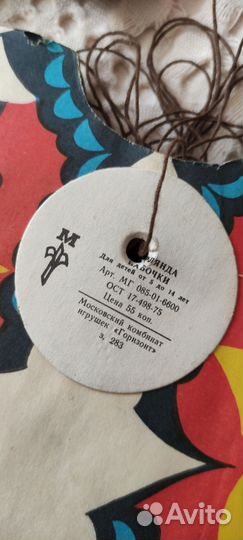 М
БАБОЧКИ
Для детей от 5 до 14 лет
Арт. МГ 085-01-6600
ОСТ 17-498-75
Цена 55 коп.
Московский комбинат
игрушек «Горизонт»
з. 283
Avito